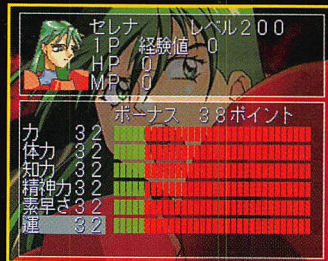 セレナ レベル200
1P 経験値 0
HP 0
MP 0
ボーナス 38ポイント
力 32
体力 32
知力 32
精神力32
素早さ32
運 32